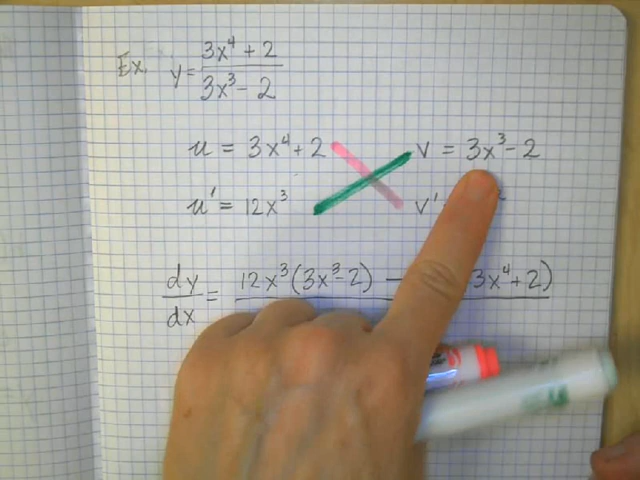 Ex. y = 3x⁴ + 2 / 3x³ - 2
u = 3x⁴ + 2 v = 3x³ - 2
u' = 12x³ v' =
dy/dx = 12x³(3x³-2) - 3x⁴+2)